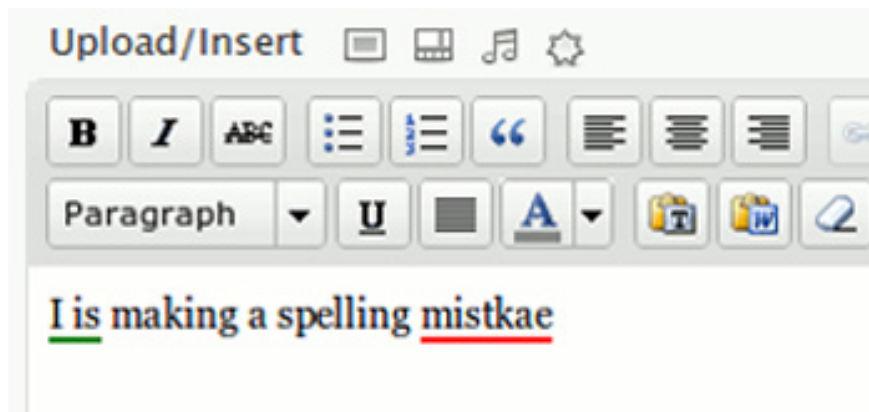 Upload/Insert
B I ABC
Paragraph U A T W
I is making a spelling mistkae